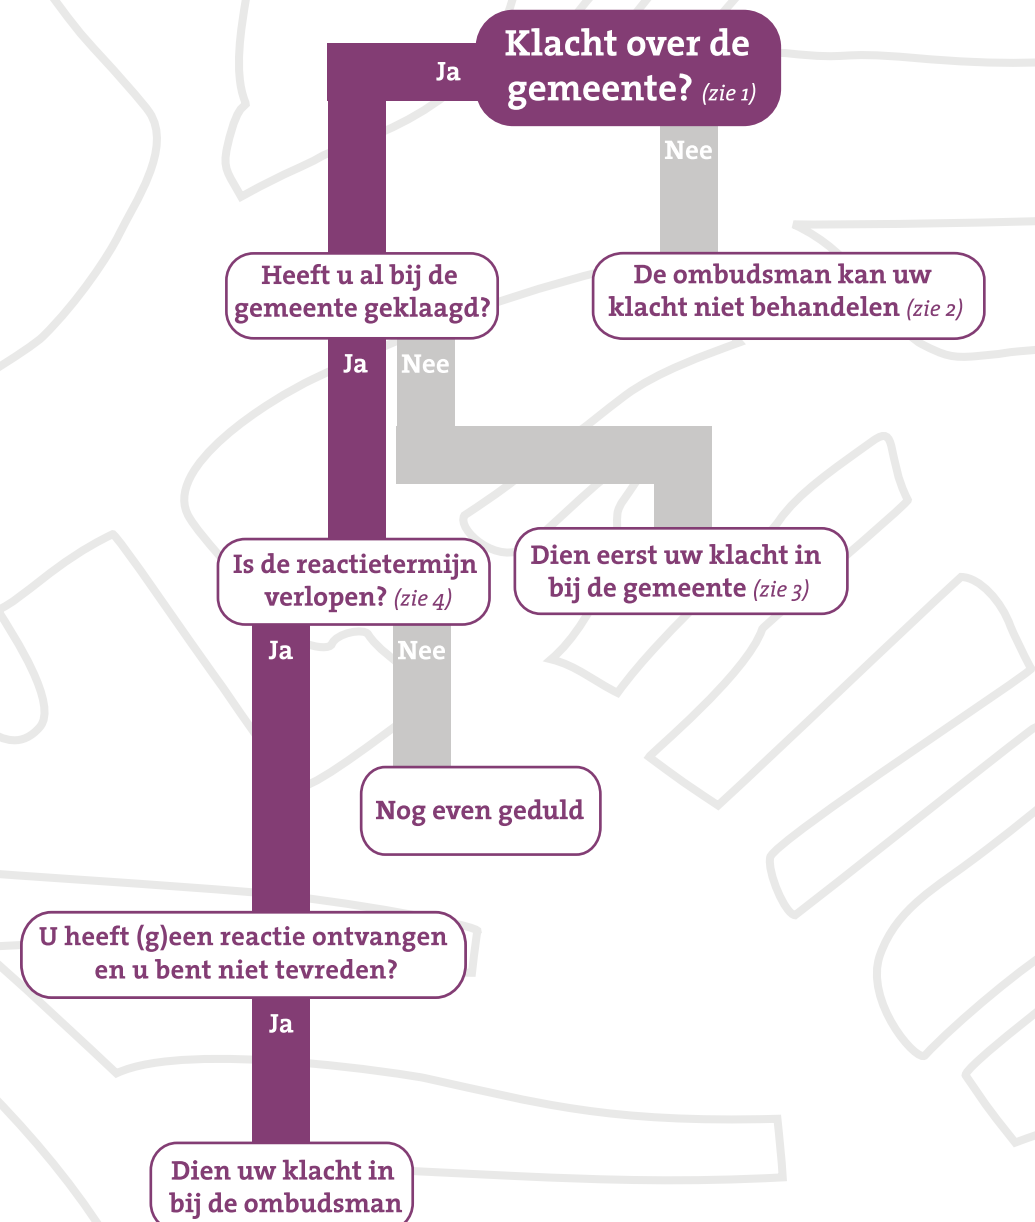 Klacht over de
gemeente? (zie 1)
Ja
Nee
Heeft u al bij de
gemeente geklaagd?
De ombudsman kan uw
klacht niet behandelen (zie 2)
Ja
Nee
Is de reactietermijn
verlopen? (zie 4)
Dien eerst uw klacht in
bij de gemeente (zie 3)
Ja
Nee
Nog even geduld
U heeft (g)een reactie ontvangen
en u bent niet tevreden?
Ja
Dien uw klacht in
bij de ombudsman